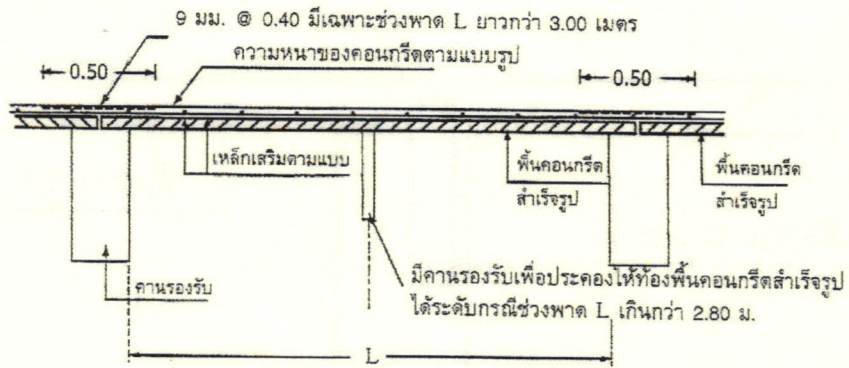 9 มม. @ 0.40 มีเฉพาะช่วงพาด L ยาวกว่า 3.00 เมตร
0.50
ความหนาของคอนกรีตตามแบบรูป
0.50
เหล็กเสริมตามแบบ
พื้นคอนกรีต
สำเร็จรูป
พื้นคอนกรีต
สำเร็จรูป
คานรองรับ
มีคานรองรับเพื่อประคองให้ท้องพื้นคอนกรีตสำเร็จรูป
ได้ระดับกรณีช่วงพาด L เกินกว่า 2.80 ม.
L